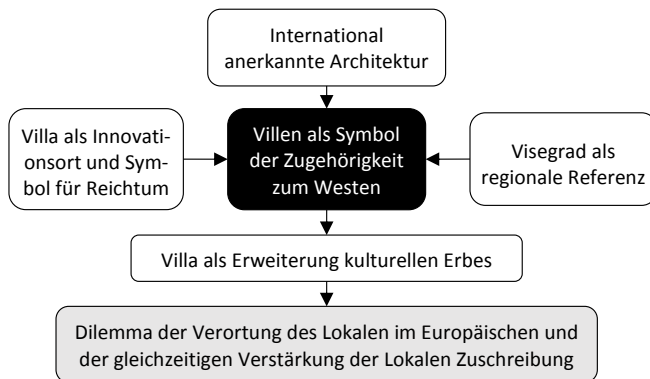 International
anerkannte Architektur
Villa als Innovati-
onsort und Sym-
bol für Reichtum
Villen als Symbol
der Zugehörigkeit
zum Westen
Visegrad als
regionale Referenz
Villa als Erweiterung kulturellen Erbes
Dilemma der Verortung des Lokalen im Europäischen und
der gleichzeitigen Verstärkung der Lokalen Zuschreibung